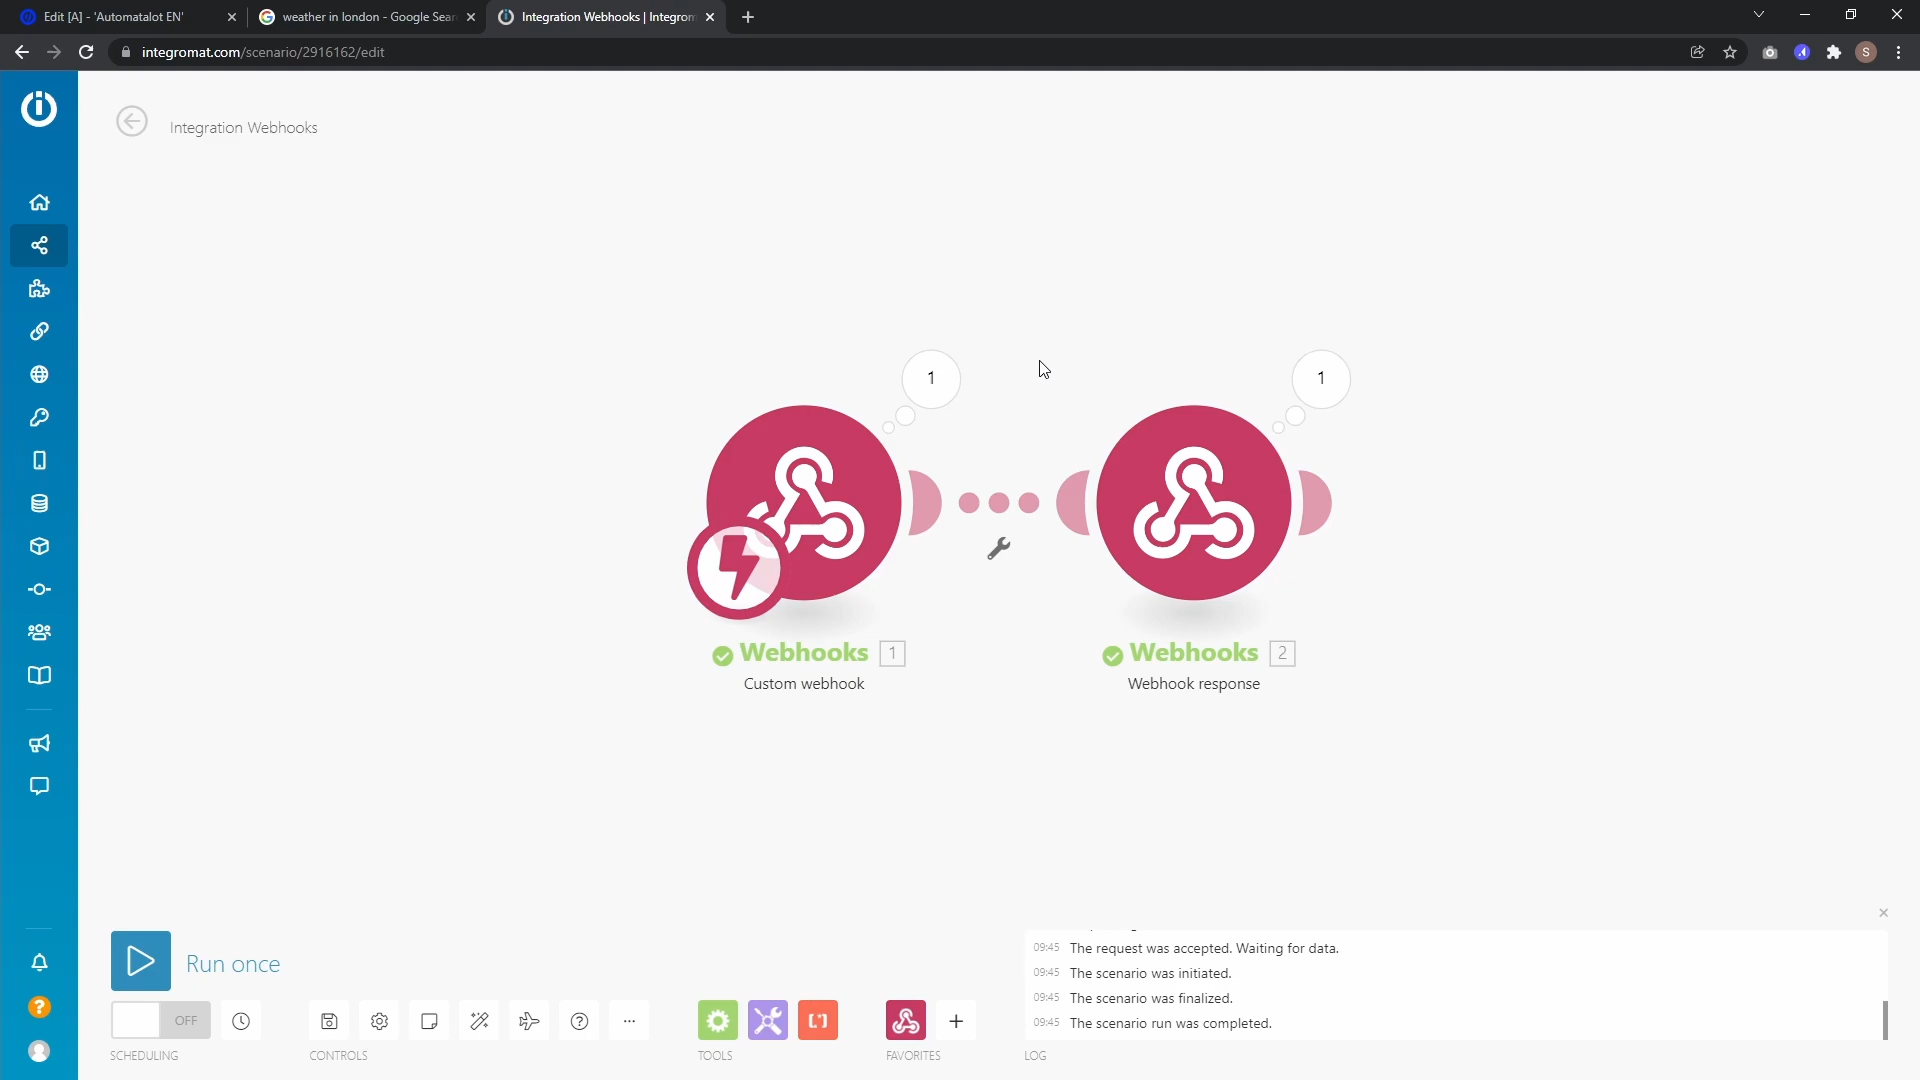 Edit [A] - 'Automatalot EN'
weather in london - Google Sear
Integration Webhooks | Integrom
integromat.com/scenario/2916162/edit
S
Integration Webhooks
1
1
Webhooks 1
Custom webhook
Webhooks 2
Webhook response
Run once
OFF
SCHEDULING
CONTROLS
TOOLS
FAVORITES
09:45 The request was accepted. Waiting for data.
09:45 The scenario was initiated.
09:45 The scenario was finalized.
09:45 The scenario run was completed.
LOG